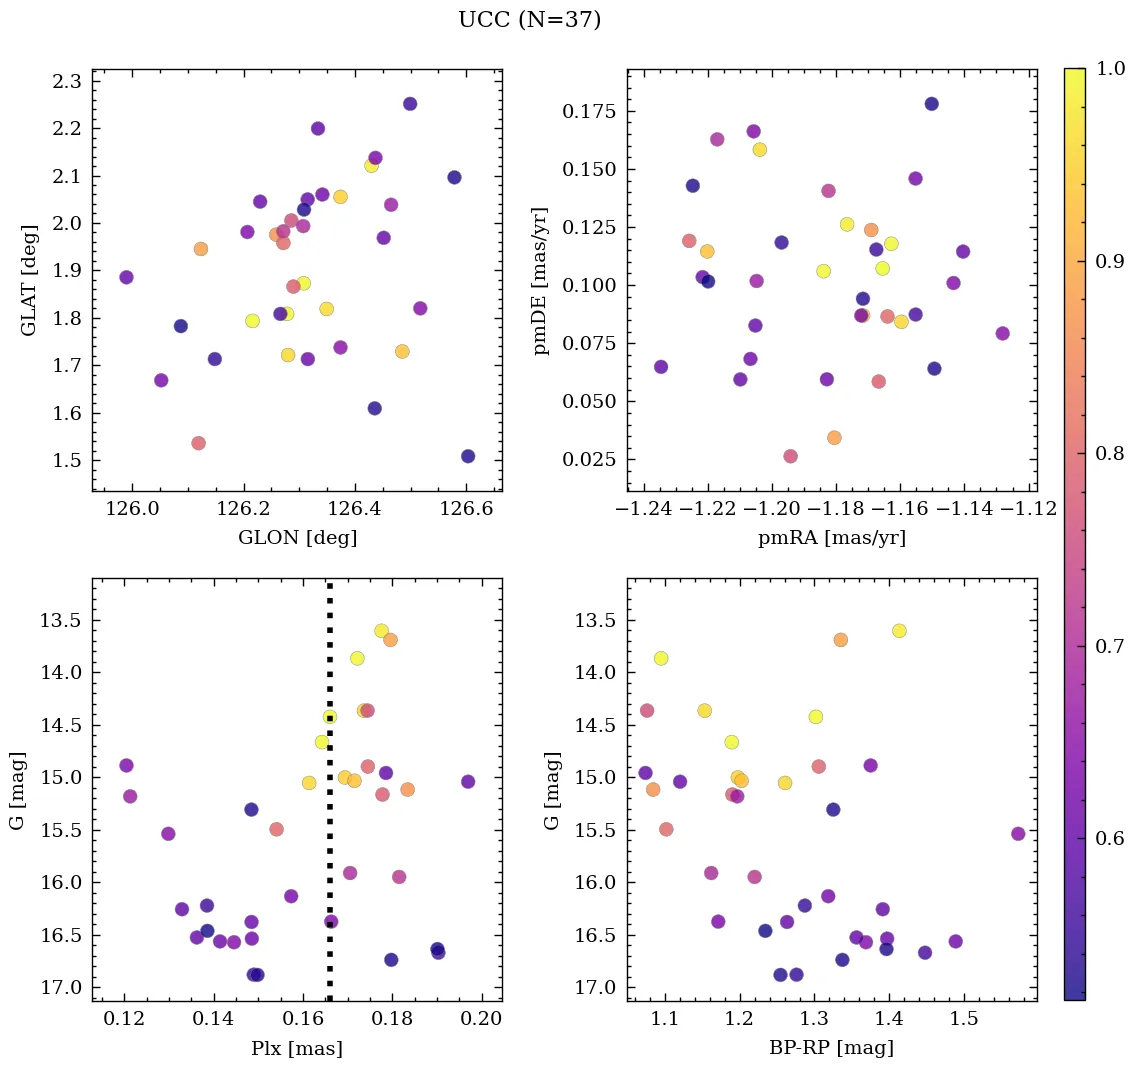 UCC (N=37)
2.3
2.2
2.1
2.0
1.9
1.8
1.7
1.6
1.5
GLAT [deg]
126.0 126.2 126.4 126.6
GLON [deg]
0.175
0.150
0.125
0.100
0.075
0.050
0.025
pmDE [mas/yr]
−1.24 −1.22 −1.20 −1.18 −1.16 −1.14 −1.12
pmRA [mas/yr]
13.5
14.0
14.5
15.0
15.5
16.0
16.5
17.0
G [mag]
0.12 0.14 0.16 0.18 0.20
Plx [mas]
13.5
14.0
14.5
15.0
15.5
16.0
16.5
17.0
G [mag]
1.1 1.2 1.3 1.4 1.5
BP-RP [mag]
1.0
0.9
0.8
0.7
0.6